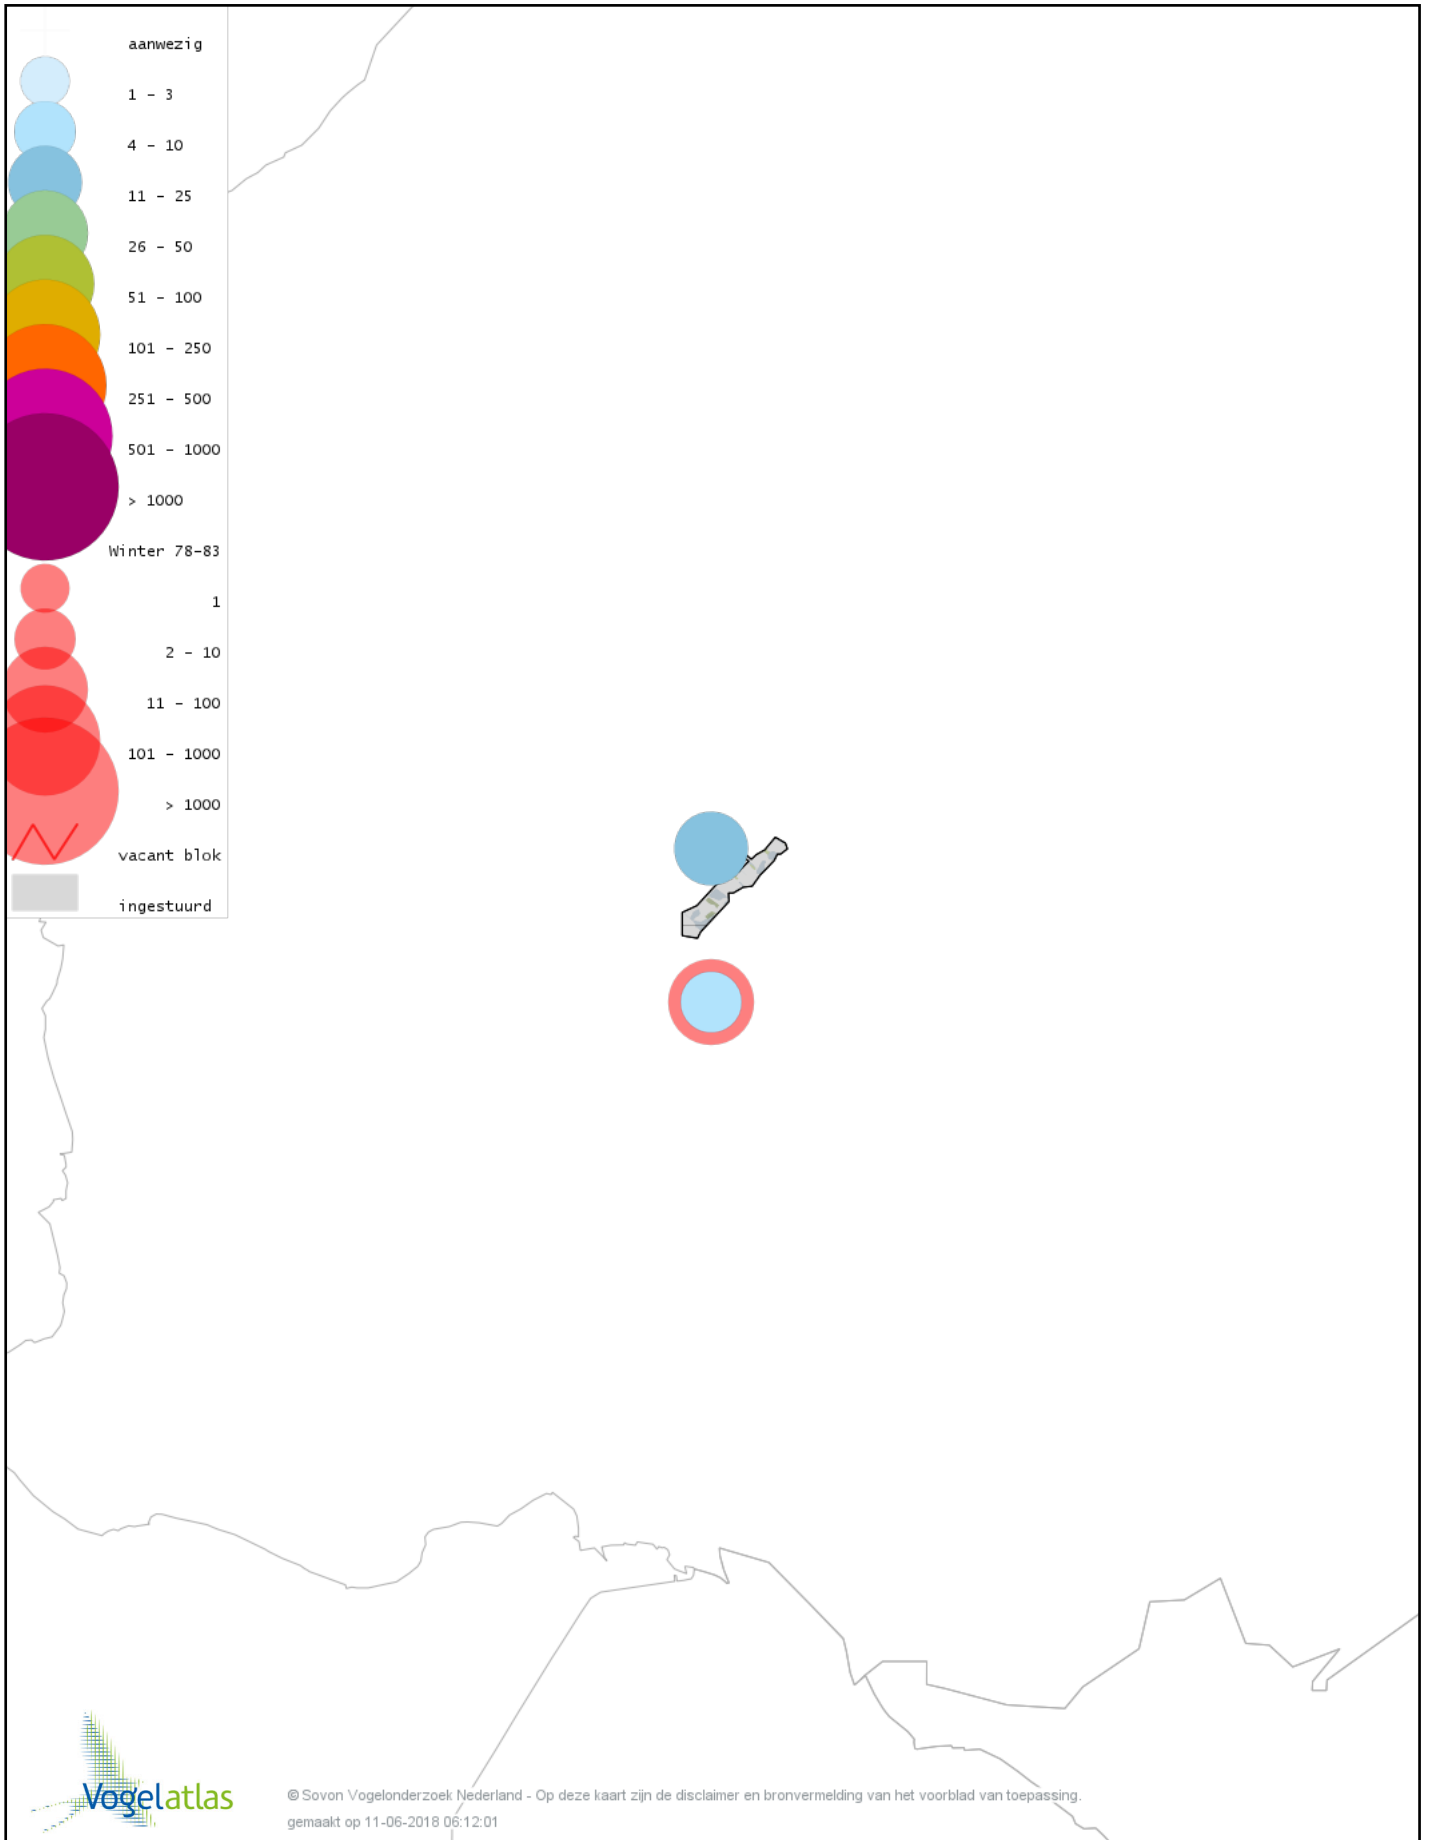 aanwezig
1 - 3
4 - 10
11 - 25
26 - 50
51 - 100
101 - 250
251 - 500
501 - 1000
> 1000
Winter 78-83
1
2 - 10
11 - 100
101 - 1000
> 1000
vacant blok
ingestuurd
Vogelatlas
© Sovon Vogelonderzoek Nederland - Op deze kaart zijn de disclaimer en bronvermelding van het voorblad van toepassing.
gemaakt op 11-06-2018 06:12:01